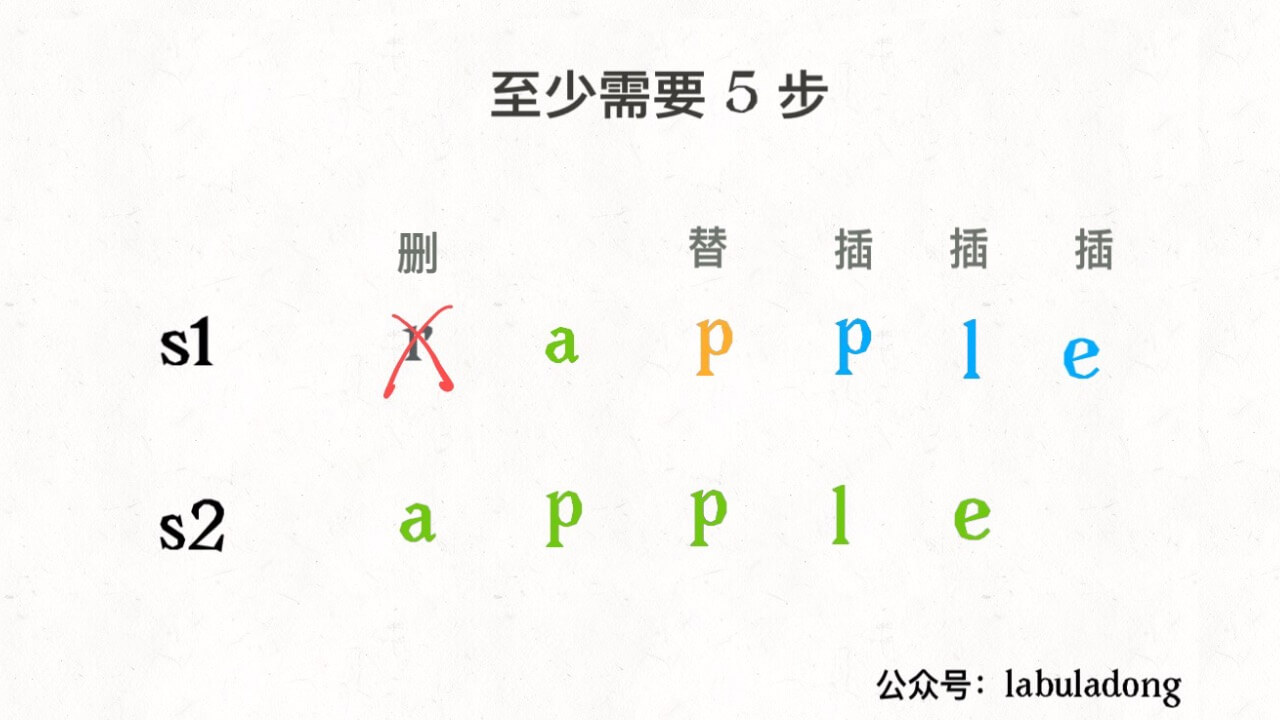 至少需要 5 步
删 替 插 插 插
s1 r a p p l e
s2 a p p l e
公众号：labuladong